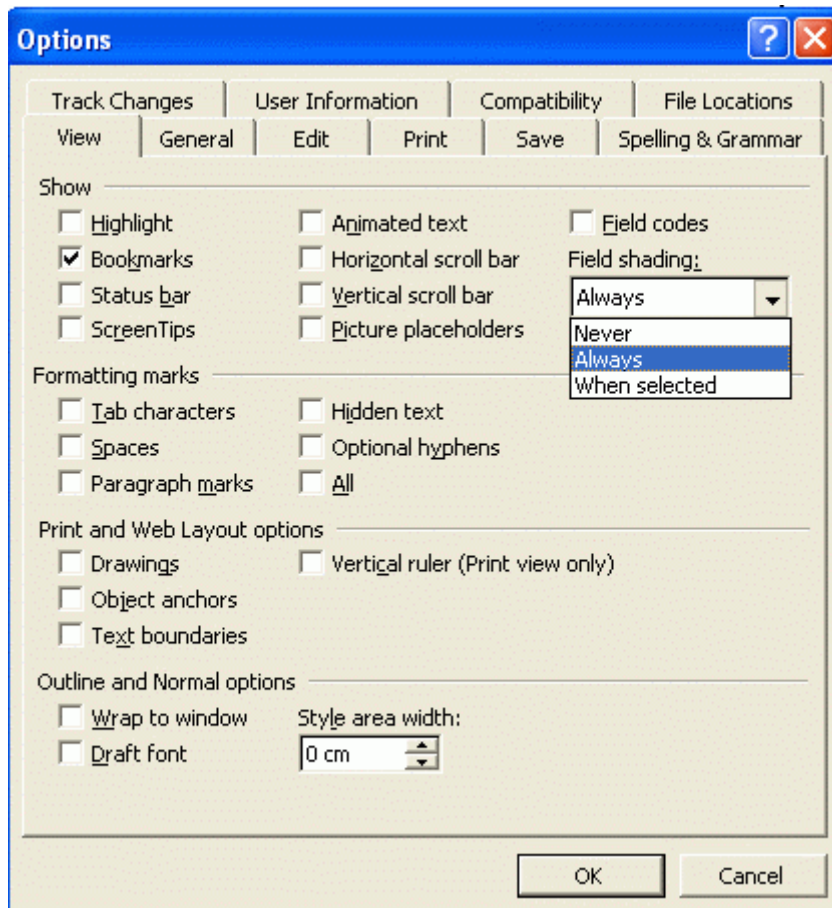 Options
Track Changes User Information Compatibility File Locations
View General Edit Print Save Spelling & Grammar
Show
Highlight Animated text Field codes
Bookmarks Horizontal scroll bar Field shading:
Status bar Vertical scroll bar Always
ScreenTips Picture placeholders Never
Always
When selected
Formatting marks
Tab characters Hidden text
Spaces Optional hyphens
Paragraph marks All
Print and Web Layout options
Drawings Vertical ruler (Print view only)
Object anchors
Text boundaries
Outline and Normal options
Wrap to window Style area width:
Draft font 0 cm
OK Cancel